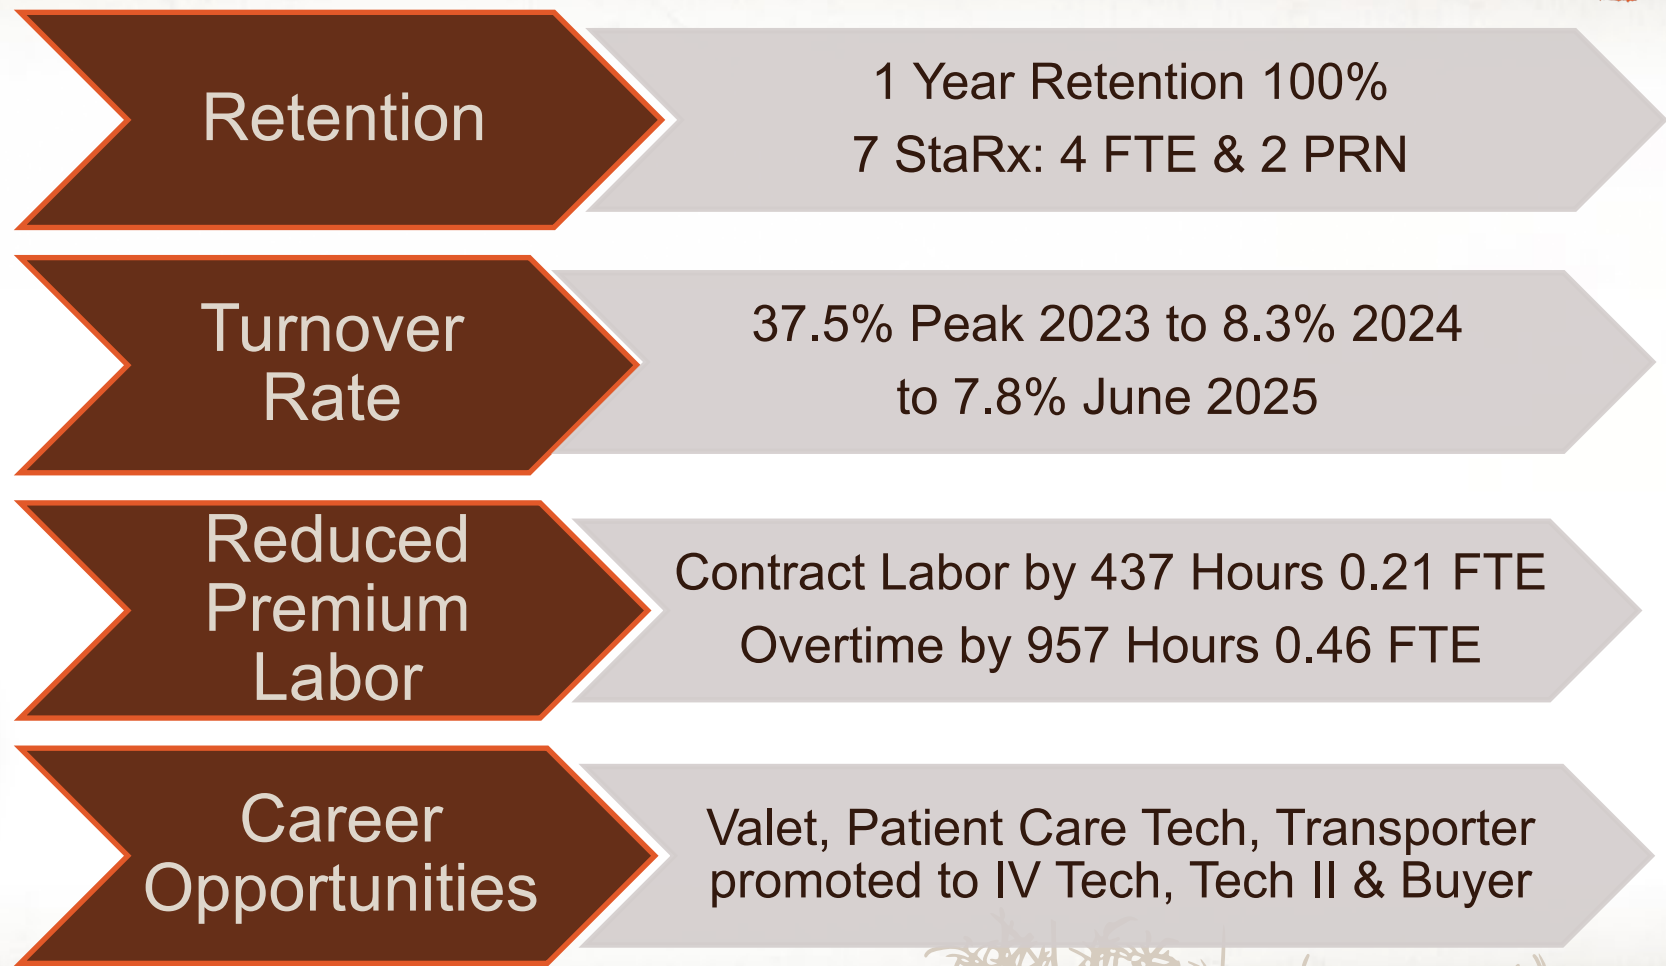 Retention
1 Year Retention 100%
7 StaRx: 4 FTE & 2 PRN
Turnover
Rate
37.5% Peak 2023 to 8.3% 2024
to 7.8% June 2025
Reduced
Premium
Labor
Contract Labor by 437 Hours 0.21 FTE
Overtime by 957 Hours 0.46 FTE
Career
Opportunities
Valet, Patient Care Tech, Transporter
promoted to IV Tech, Tech II & Buyer